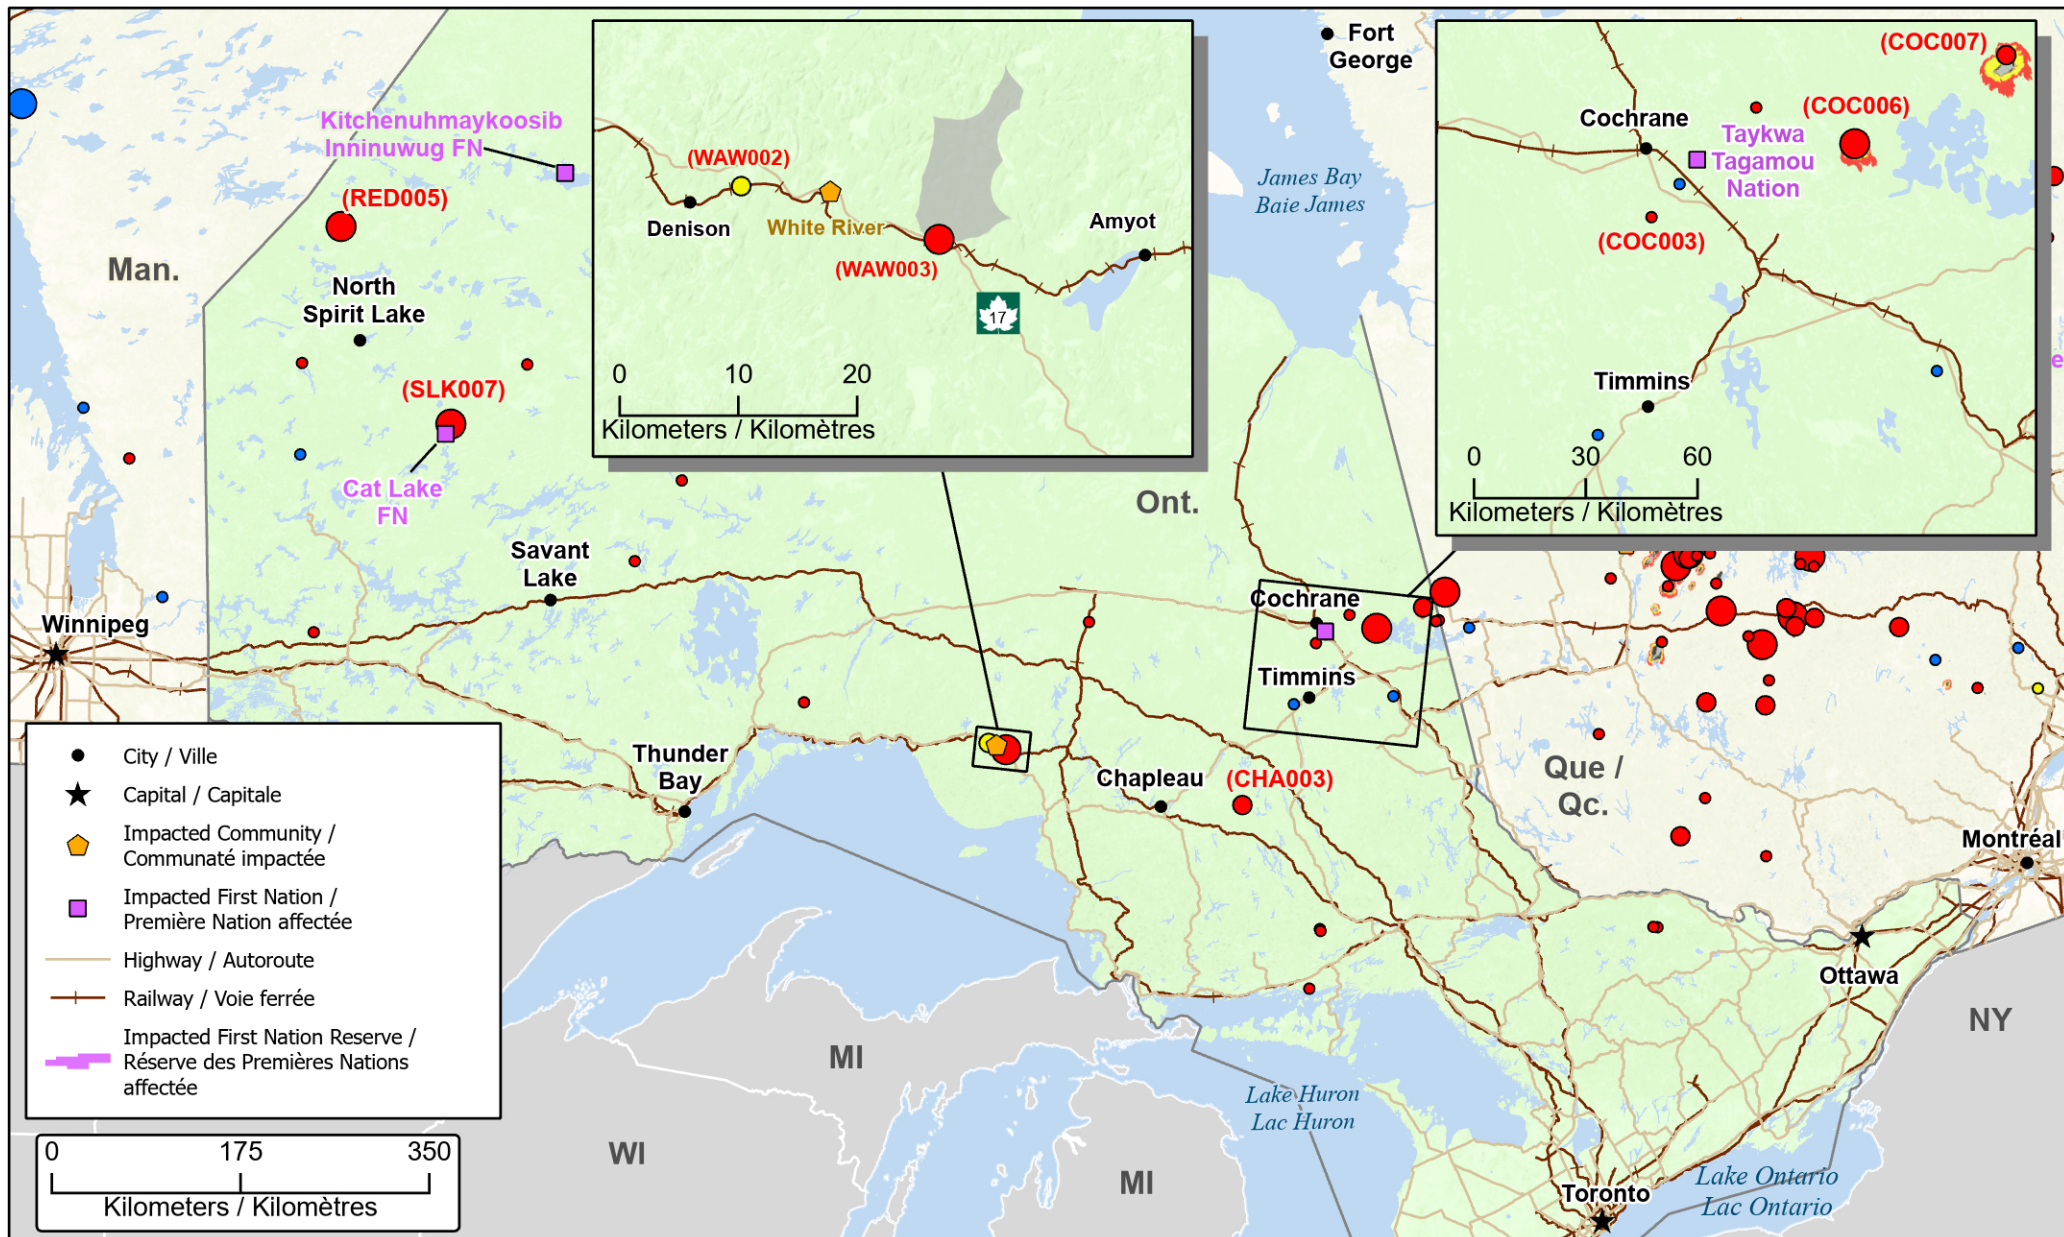 Fort
George
(COC007)
(COC006)
Cochrane
Taykwa
Tagamou
Nation
(COC003)
Timmins
0 30 60
Kilometers / Kilomètres
(WAW002)
Denison
White River
Amyot
(WAW003)
17
0 10 20
Kilometers / Kilomètres
Kitchenuhmaykoosib
Inninuwug FN
(RED005)
Man.
North
Spirit Lake
(SLK007)
Cat Lake
FN
James Bay
Baie James
Ont.
Savant
Lake
Winnipeg
Cochrane
Timmins
Thunder
Bay
Chapleau
(CHA003)
Que /
Qc.
Montréal
Ottawa
NY
MI
WI
MI
Lake Huron
Lac Huron
Toronto
Lake Ontario
Lac Ontario
City / Ville
Capital / Capitale
Impacted Community /
Communaté impactée
Impacted First Nation /
Première Nation affectée
Highway / Autoroute
Railway / Voie ferrée
Impacted First Nation Reserve /
Réserve des Premières Nations
affectée
0 175 350
Kilometers / Kilomètres